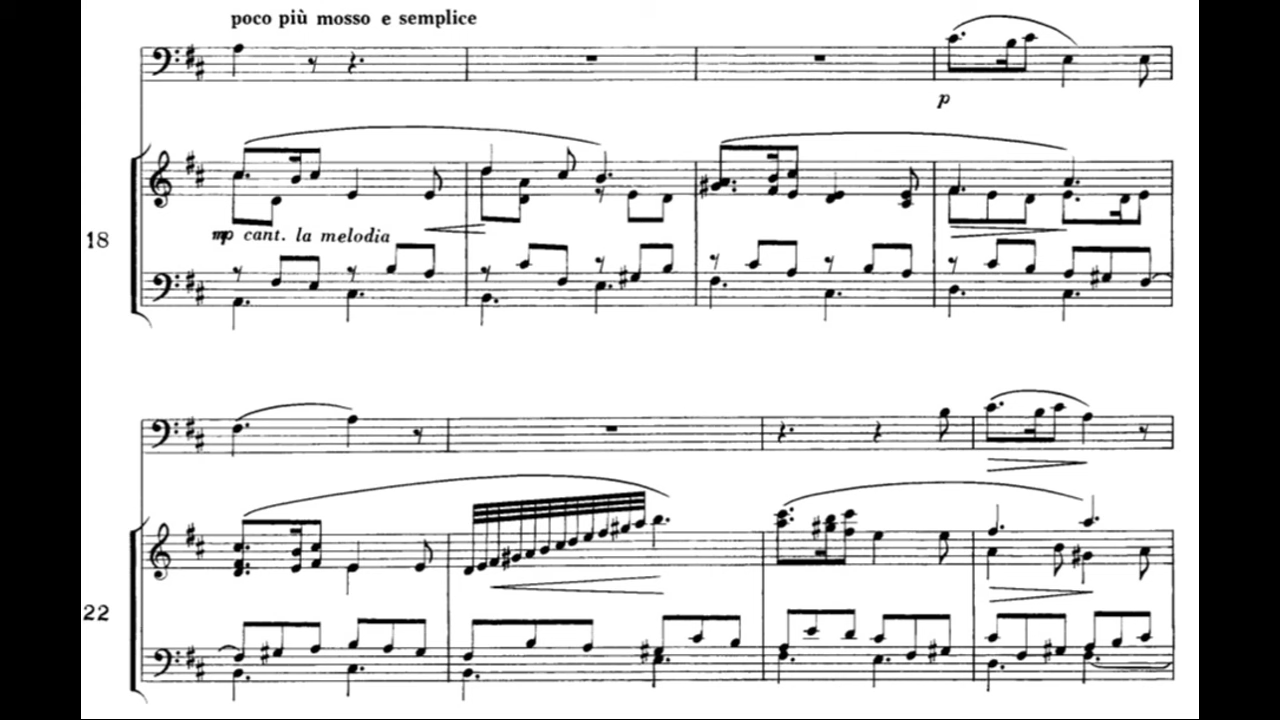 poco più mosso e semplice
p
mp cant. la melodia
18
22